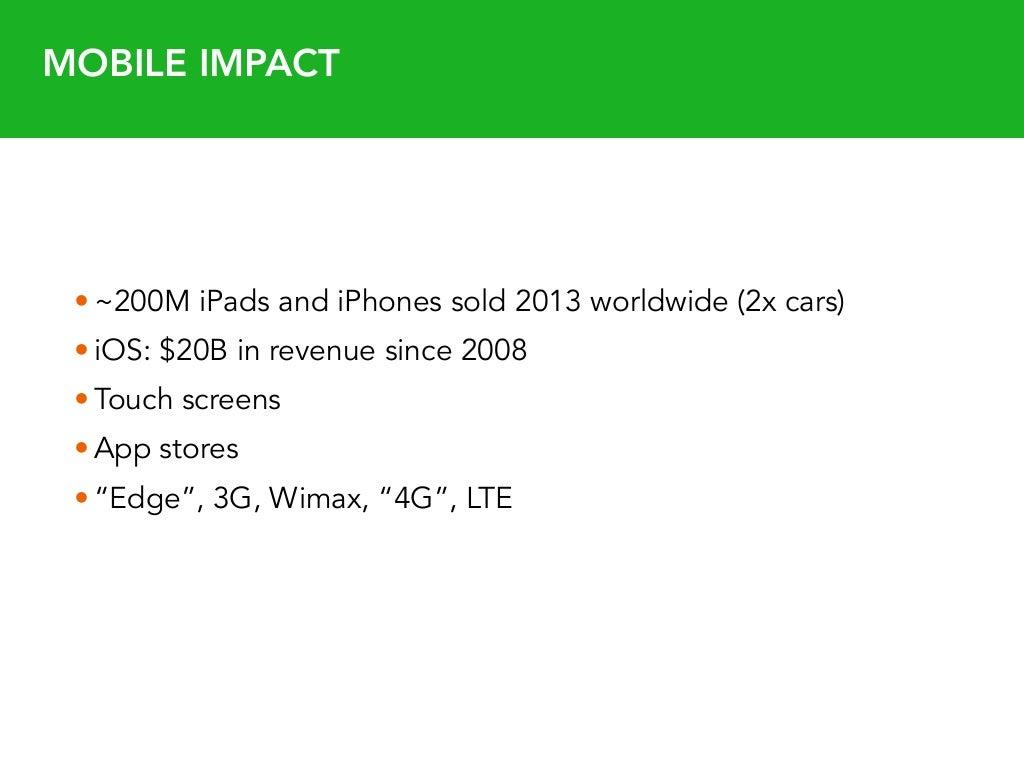 MOBILE IMPACT
• ~200M iPads and iPhones sold 2013 worldwide (2x cars)
• iOS: $20B in revenue since 2008
• Touch screens
• App stores
• “Edge”, 3G, Wimax, “4G”, LTE